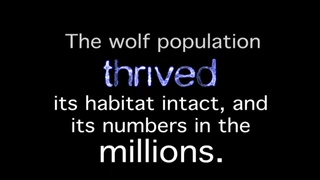 The wolf population
thrived
its habitat intact, and
its numbers in the
millions.